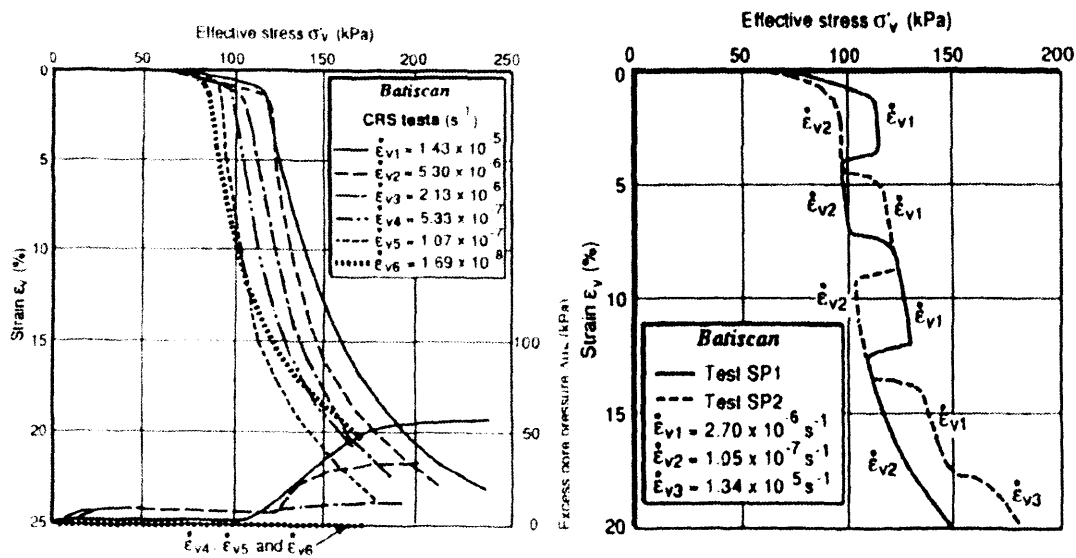 Effective stress σ'v (kPa)
0 50 100 150 200 250
0
5
10
15
20
25
Strain εv (%)
Batiscan
CRS tests (s⁻¹)
ε̇v1 = 1.43 x 10⁻⁵
ε̇v2 = 5.30 x 10⁻⁶
ε̇v3 = 2.13 x 10⁻⁶
ε̇v4 = 5.33 x 10⁻⁷
ε̇v5 = 1.07 x 10⁻⁷
ε̇v6 = 1.69 x 10⁻⁸
100
50
0
Excess pore pressure (kPa)
ε̇v4, ε̇v5 and ε̇v6
Effective stress σ'v (kPa)
0 50 100 150 200
0
5
10
15
20
Strain εv (%)
ε̇v2
ε̇v1
ε̇v2
ε̇v1
ε̇v2
ε̇v1
ε̇v1
ε̇v2
ε̇v3
Batiscan
Test SP1
Test SP2
ε̇v1 = 2.70 x 10⁻⁶ s⁻¹
ε̇v2 = 1.05 x 10⁻⁷ s⁻¹
ε̇v3 = 1.34 x 10⁻⁵ s⁻¹